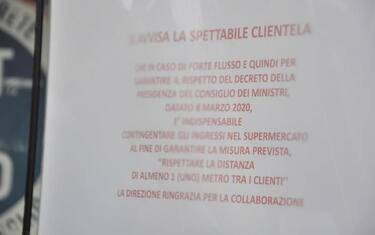 SI AVVISA LA SPETTABILE CLIENTELA
CHE IN CASO DI FORTE FLUSSO E QUINDI PER
GARANTIRE IL RISPETTO DEL DECRETO DELLA
PRESIDENZA DEL CONSIGLIO DEI MINISTRI,
DATATO 8 MARZO 2020,
E' INDISPENSABILE
CONTINGENTARE GLI INGRESSI NEL SUPERMERCATO
AL FINE DI GARANTIRE LA MISURA PREVISTA,
"RISPETTARE LA DISTANZA
DI ALMENO 1 (UNO) METRO TRA I CLIENTI"
LA DIREZIONE RINGRAZIA PER LA COLLABORAZIONE